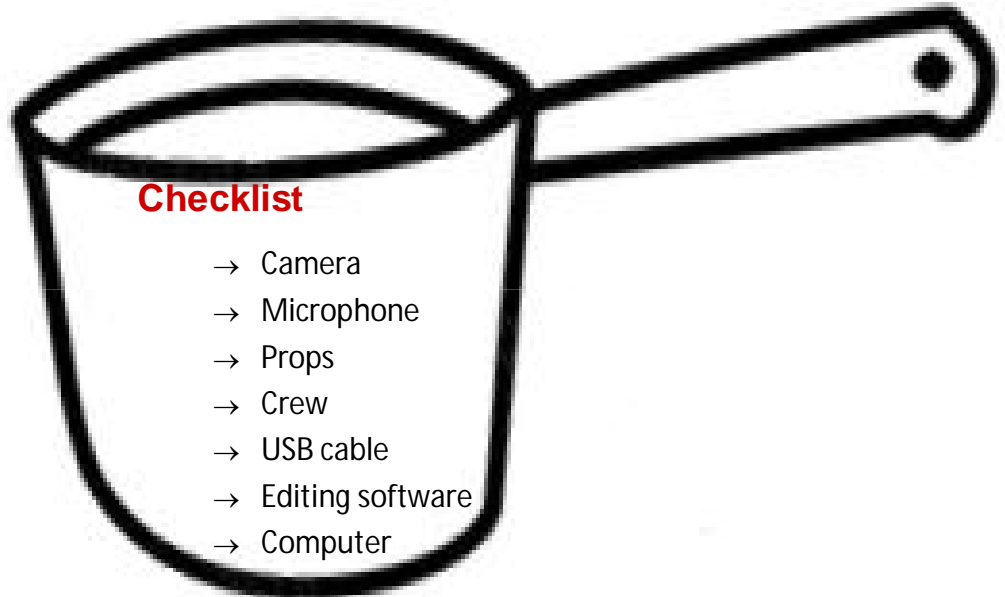 Checklist
→ Camera
→ Microphone
→ Props
→ Crew
→ USB cable
→ Editing software
→ Computer